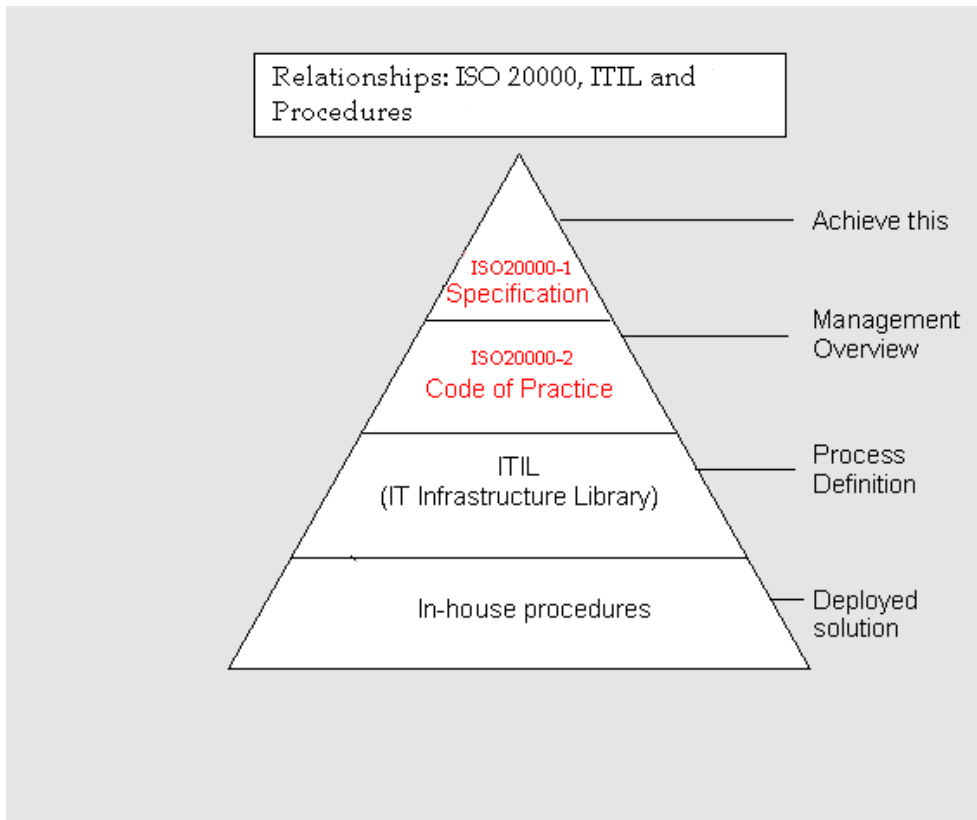 Relationships: ISO 20000, ITIL and
Procedures
Achieve this
ISO20000-1
Specification
Management
Overview
ISO20000-2
Code of Practice
Process
Definition
ITIL
(IT Infrastructure Library)
Deployed
solution
In-house procedures